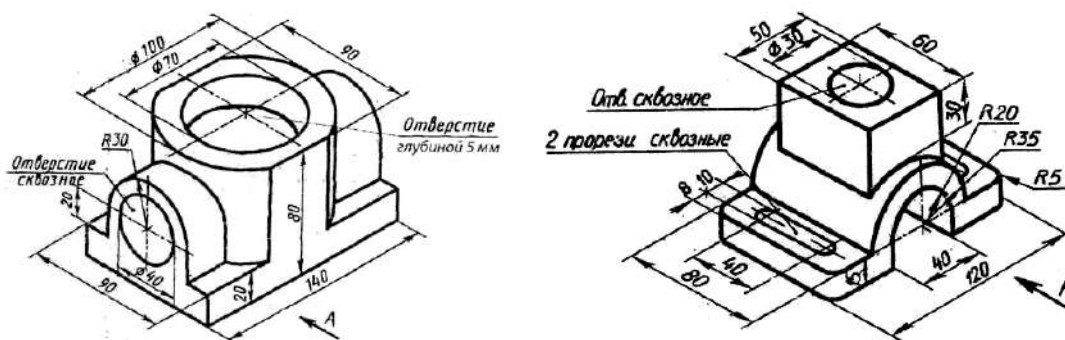 ϕ100
ϕ70
90
Отверстие
глубиной 5 мм
R30
Отверстие
сквозное
20
80
ϕ40
90
20
140
А
50
ϕ30
60
Отв. сквозное
30
R20
R35
2 прорези сквозные
R5
8
10
40
80
40
120